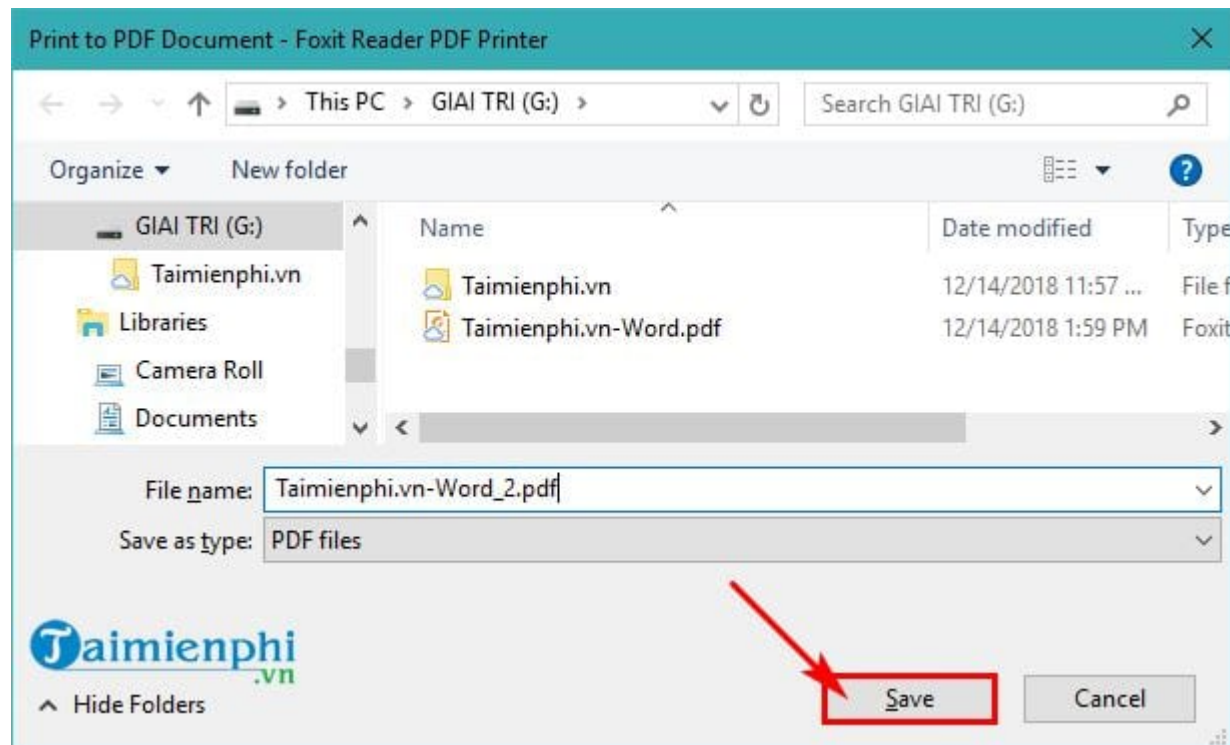 Print to PDF Document - Foxit Reader PDF Printer
This PC > GIAI TRI (G:) >
Search GIAI TRI (G:)
Organize
New folder
GIAI TRI (G:)
Taimienphi.vn
Libraries
Camera Roll
Documents
Name
Date modified
Type
Taimienphi.vn
12/14/2018 11:57 ...
File f
Taimienphi.vn-Word.pdf
12/14/2018 1:59 PM
Foxit
File name: Taimienphi.vn-Word_2.pdf
Save as type: PDF files
Taimienphi
.vn
Hide Folders
Save
Cancel